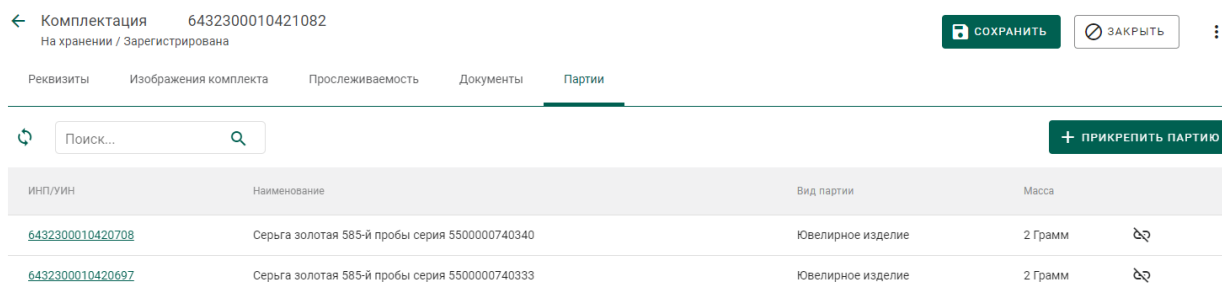 Комплектация 6432300010421082
На хранении / Зарегистрирована
СОХРАНИТЬ
ЗАКРЫТЬ
Реквизиты Изображения комплекта Прослеживаемость Документы Партии
Поиск...
ПРИКРЕПИТЬ ПАРТИЮ
ИНП/УИН Наименование Вид партии Масса
6432300010420708 Серьга золотая 585-й пробы серия 5500000740340 Ювелирное изделие 2 Грамм
6432300010420697 Серьга золотая 585-й пробы серия 5500000740333 Ювелирное изделие 2 Грамм